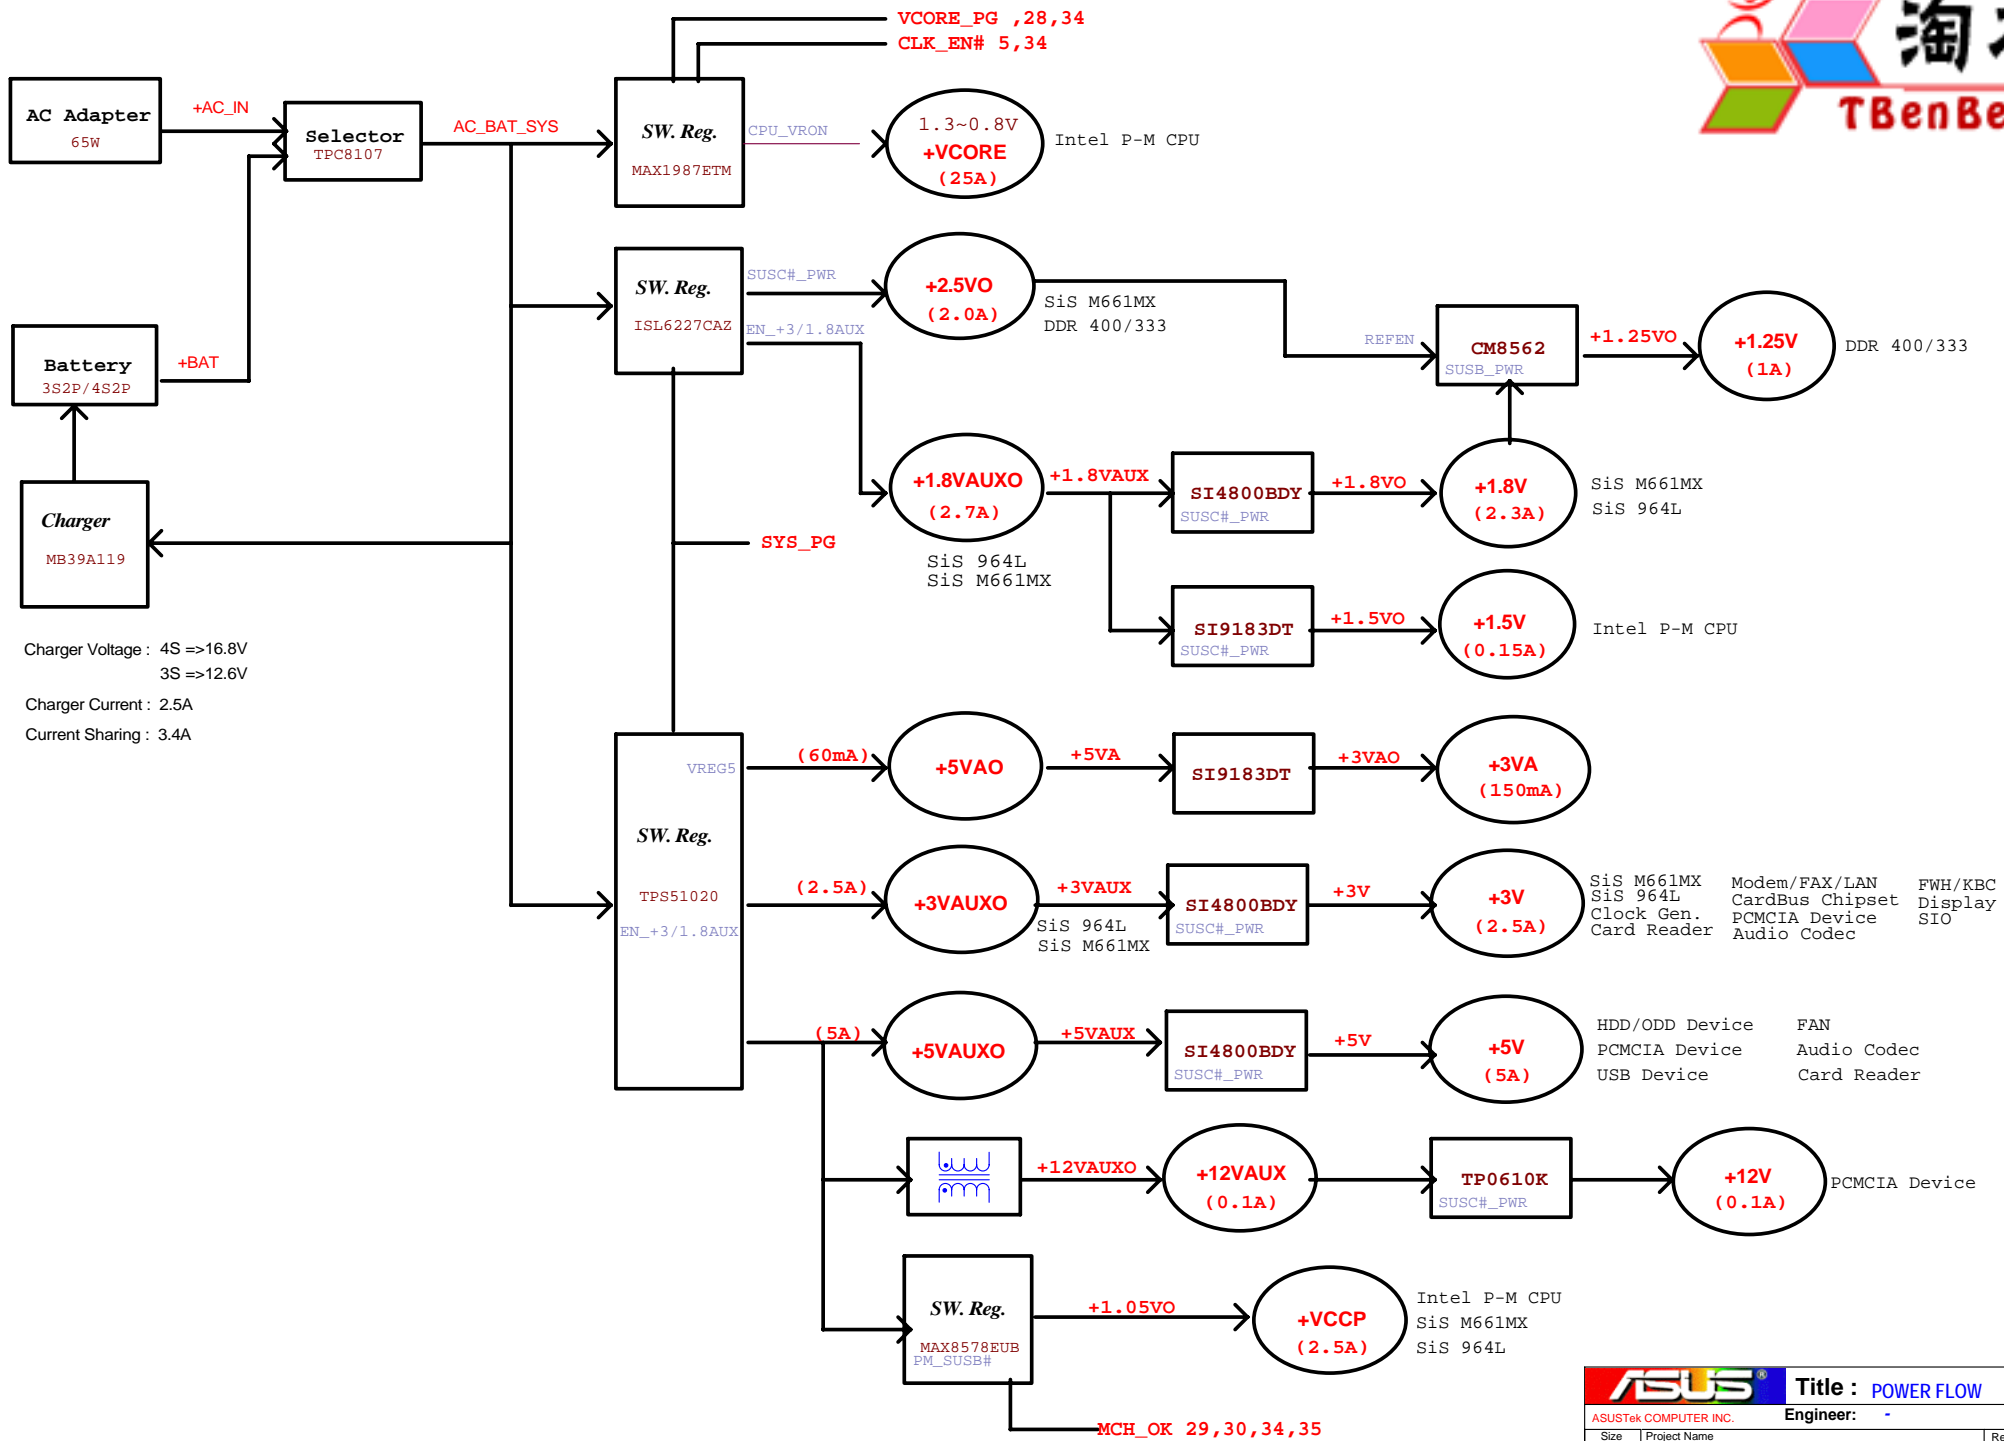 VCORE_PG ,28,34
CLK_EN# 5,34
淘
TBenBe
AC Adapter
65W
+AC_IN
Selector
TPC8107
AC_BAT_SYS
SW. Reg.
MAX1987ETM
CPU_VRON
1.3~0.8V
+VCORE
(25A)
Intel P-M CPU
SW. Reg.
ISL6227CAZ
SUSC#_PWR
EN_+3/1.8AUX
+2.5VO
(2.0A)
SiS M661MX
DDR 400/333
REFEN
CM8562
SUSB_PWR
+1.25VO
+1.25V
(1A)
DDR 400/333
Battery
3S2P/4S2P
+BAT
Charger
MB39A119
SYS_PG
+1.8VAUXO
(2.7A)
SiS 964L
SiS M661MX
+1.8VAUX
SI4800BDY
SUSC#_PWR
+1.8VO
+1.8V
(2.3A)
SiS M661MX
SiS 964L
SI9183DT
SUSC#_PWR
+1.5VO
+1.5V
(0.15A)
Intel P-M CPU
Charger Voltage : 4S =>16.8V
3S =>12.6V
Charger Current : 2.5A
Current Sharing : 3.4A
VREG5
SW. Reg.
TPS51020
EN_+3/1.8AUX
(60mA)
+5VAO
+5VA
SI9183DT
+3VAO
+3VA
(150mA)
(2.5A)
+3VAUXO
+3VAUX
SiS 964L
SiS M661MX
SI4800BDY
SUSC#_PWR
+3V
+3V
(2.5A)
SiS M661MX
SiS 964L
Clock Gen.
Card Reader
Modem/FAX/LAN
CardBus Chipset
PCMCIA Device
Audio Codec
FWH/KBC
Display
SIO
(5A)
+5VAUXO
+5VAUX
SI4800BDY
SUSC#_PWR
+5V
+5V
(5A)
HDD/ODD Device
PCMCIA Device
USB Device
FAN
Audio Codec
Card Reader
+12VAUXO
+12VAUX
(0.1A)
TP0610K
SUSC#_PWR
+12V
(0.1A)
PCMCIA Device
SW. Reg.
MAX8578EUB
PM_SUSB#
+1.05VO
+VCCP
(2.5A)
Intel P-M CPU
SiS M661MX
SiS 964L
MCH_OK 29,30,34,35
ASUS®
Title : POWER FLOW
ASUSTek COMPUTER INC.
Engineer: -
Size
Project Name
Re